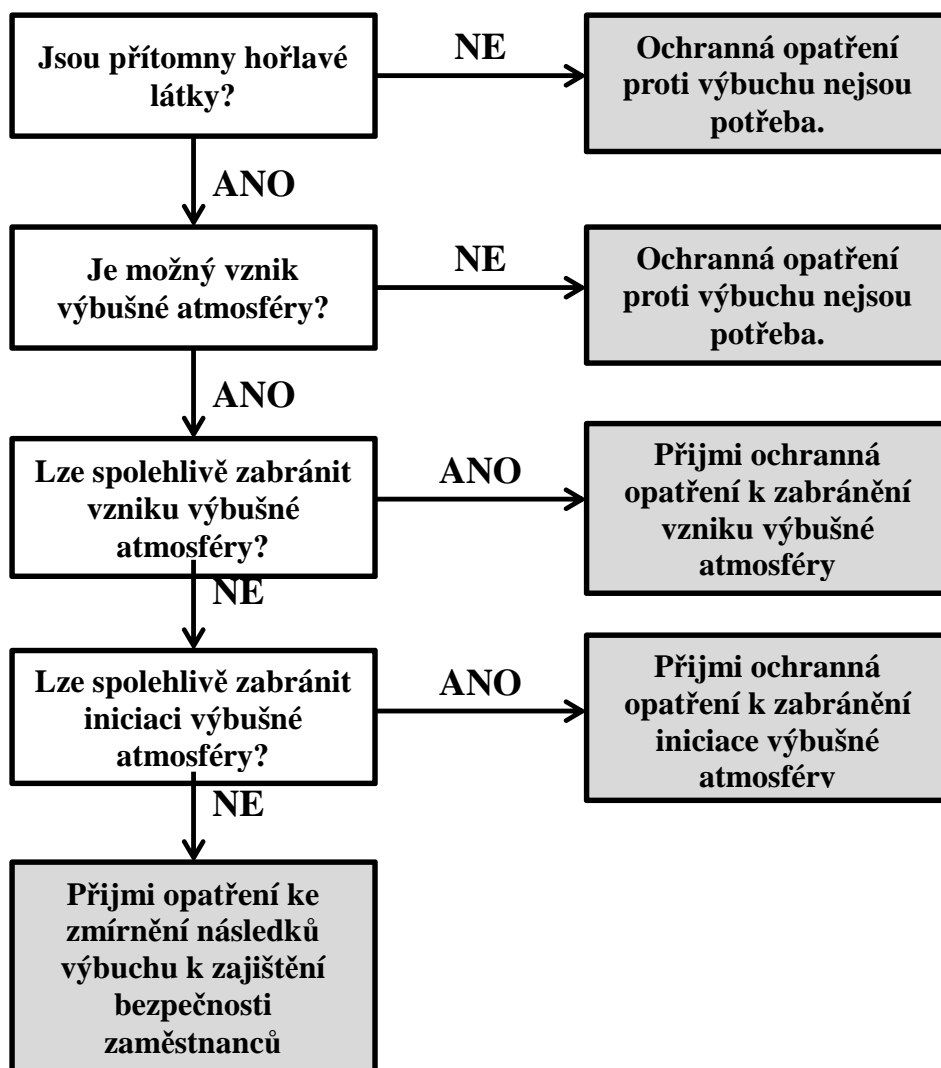 Jsou přítomny hořlavé
látky?
NE
Ochranná opatření
proti výbuchu nejsou
potřeba.
ANO
Je možný vznik
výbušné atmosféry?
NE
Ochranná opatření
proti výbuchu nejsou
potřeba.
ANO
Lze spolehlivě zabránit
vzniku výbušné
atmosféry?
ANO
Přijmi ochranná
opatření k zabránění
vzniku výbušné
atmosféry
NE
Lze spolehlivě zabránit
iniciaci výbušné
atmosféry?
ANO
Přijmi ochranná
opatření k zabránění
iniciace výbušné
atmosféry
NE
Přijmi opatření ke
zmírnění následků
výbuchu k zajištění
bezpečnosti
zaměstnanců